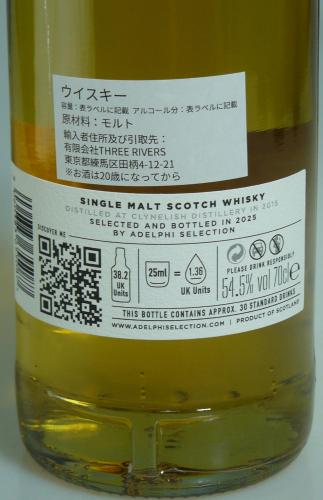 ウイスキー
容量：表ラベルに記載 アルコール分：表ラベルに記載
原材料：モルト
輸入者住所及び引取先：
有限会社THREE RIVERS
東京都練馬区田柄4-12-21
※お酒は20歳になってから
SINGLE MALT SCOTCH WHISKY
DISTILLED AT CLYNELISH DISTILLERY IN 2015
SELECTED AND BOTTLED IN 2025
BY ADELPHI SELECTION
DISCOVER ME
38.2
UK Units
25ml
=
1.36
UK Units
PLEASE DRINK RESPONSIBLY
54.5% vol 70cl e
THIS BOTTLE CONTAINS APPROX. 30 STANDARD DRINKS
WWW.ADELPHISELECTION.COM | PRODUCT OF SCOTLAND